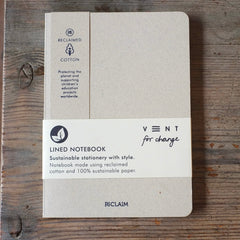 RECLAIMED
COTTON
Protecting the
planet and
supporting
children's
education
projects
worldwide.
VENT
for change
LINED NOTEBOOK
Sustainable stationery with style.
Notebook made using reclaimed
cotton and 100% sustainable paper.
RECLAIM